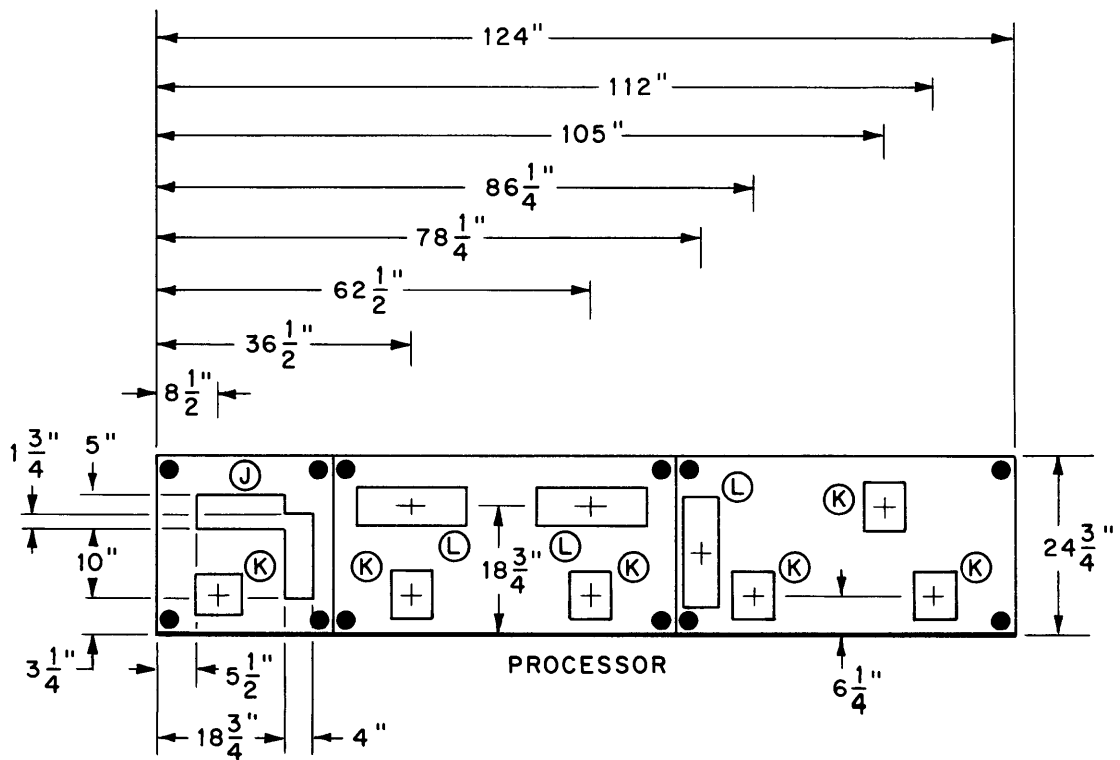 124"
112"
105"
86 1/4"
78 1/4"
62 1/2"
36 1/2"
8 1/2"
1 3/4"
5"
J
L
K
10"
K
K
L
18 3/4"
L
K
K
K
24 3/4"
3 1/4"
5 1/2"
PROCESSOR
6 1/4"
18 3/4"
4"